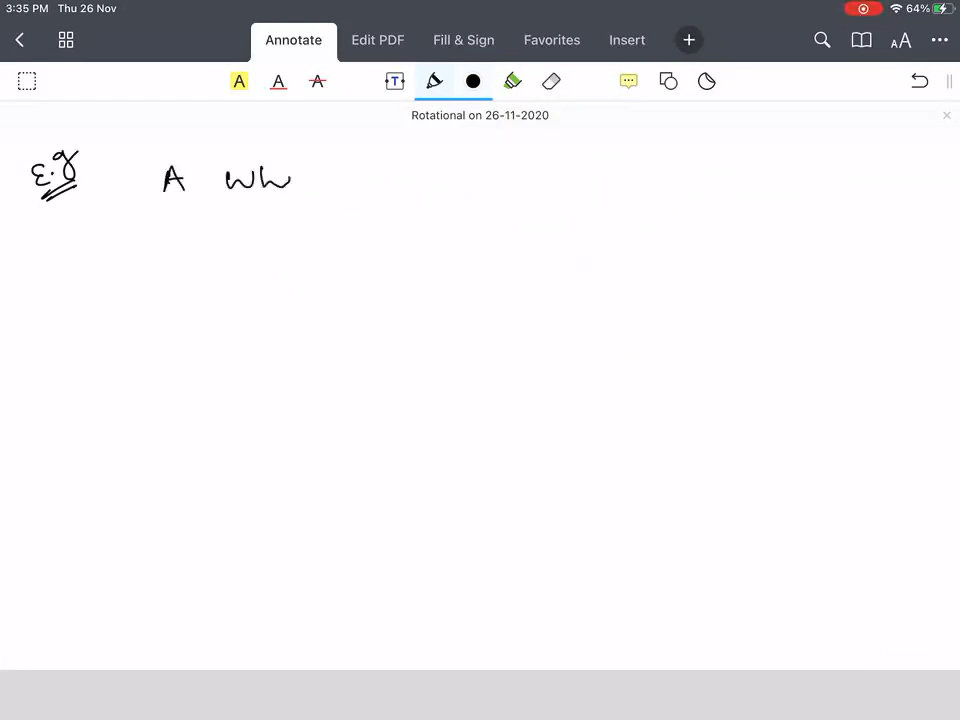 3:35 PM Thu 26 Nov 64%
Annotate Edit PDF Fill & Sign Favorites Insert
A A A T
Rotational on 26-11-2020
E.g A Wh